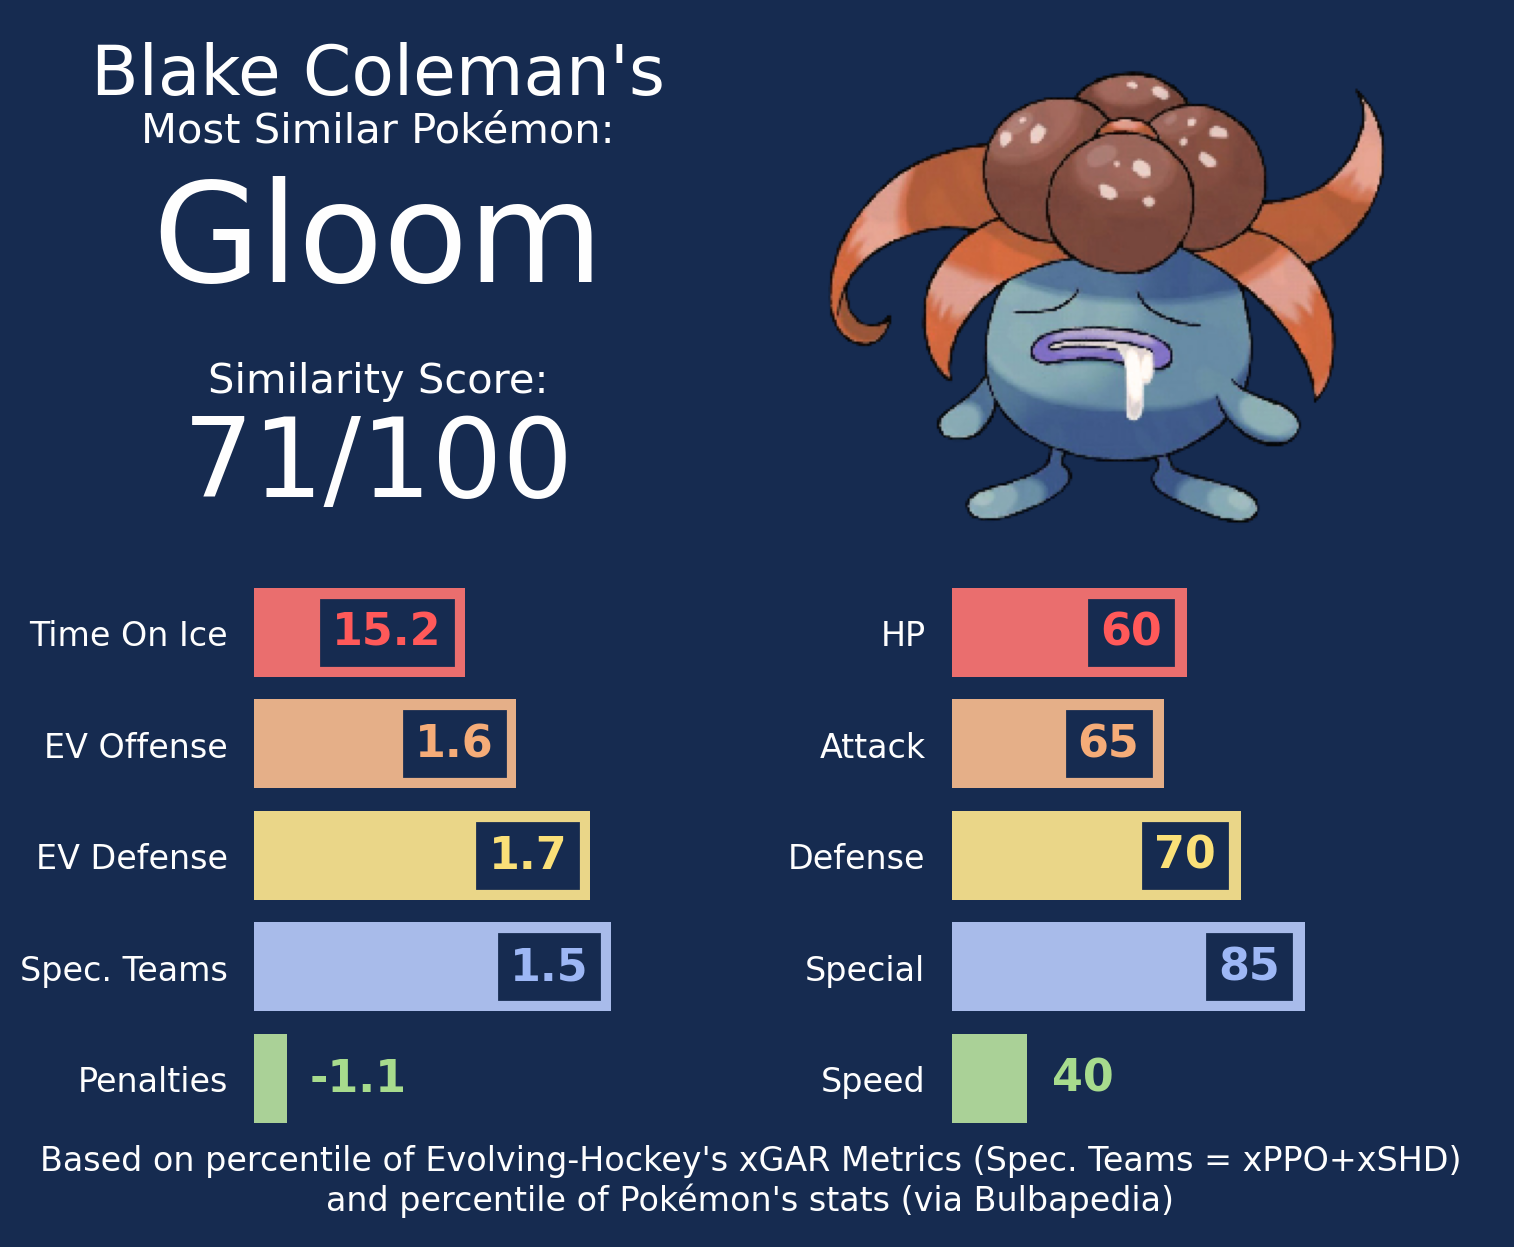 Blake Coleman's
Most Similar Pokémon:
Gloom
Similarity Score:
71/100
Time On Ice 15.2
EV Offense 1.6
EV Defense 1.7
Spec. Teams 1.5
Penalties -1.1
HP 60
Attack 65
Defense 70
Special 85
Speed 40
Based on percentile of Evolving-Hockey's xGAR Metrics (Spec. Teams = xPPO+xSHD)
and percentile of Pokémon's stats (via Bulbapedia)